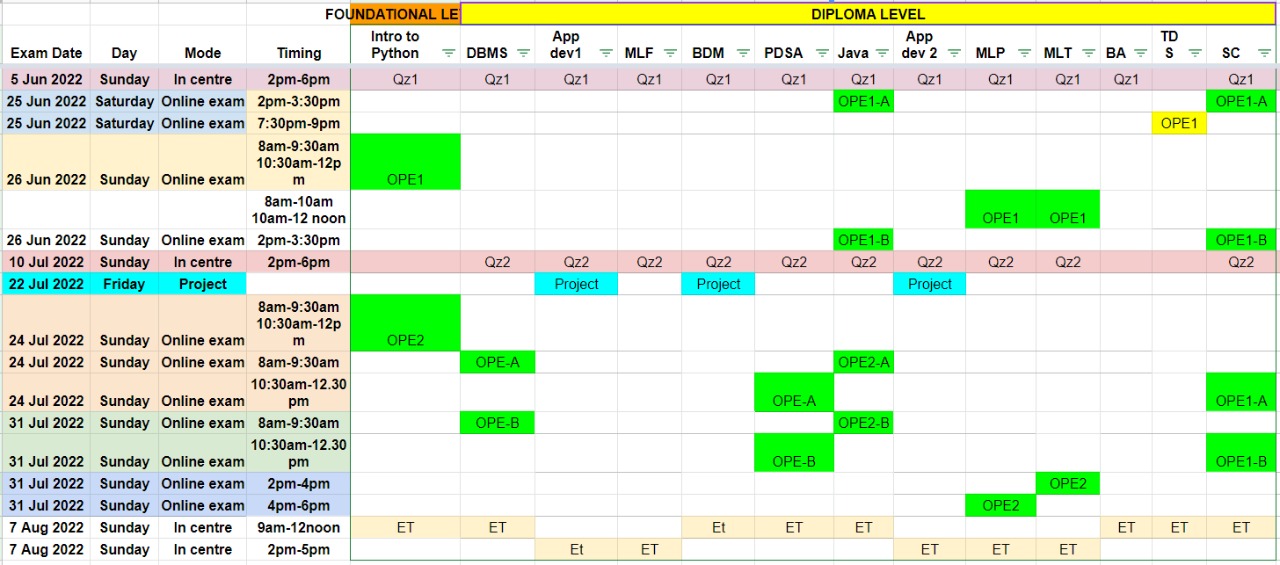 FOUNDATIONAL LE DIPLOMA LEVEL
Exam Date Day Mode Timing Intro to Python DBMS App dev1 MLF BDM PDSA Java App dev 2 MLP MLT BA TD S SC
5 Jun 2022 Sunday In centre 2pm-6pm Qz1 Qz1 Qz1 Qz1 Qz1 Qz1 Qz1 Qz1 Qz1 Qz1 Qz1 Qz1
25 Jun 2022 Saturday Online exam 2pm-3:30pm OPE1-A OPE1-A
25 Jun 2022 Saturday Online exam 7:30pm-9pm OPE1
8am-9:30am
10:30am-12p
26 Jun 2022 Sunday Online exam m OPE1
8am-10am
10am-12 noon OPE1 OPE1
26 Jun 2022 Sunday Online exam 2pm-3:30pm OPE1-B OPE1-B
10 Jul 2022 Sunday In centre 2pm-6pm Qz2 Qz2 Qz2 Qz2 Qz2 Qz2 Qz2 Qz2 Qz2 Qz2
22 Jul 2022 Friday Project Project Project Project
8am-9:30am
10:30am-12p
24 Jul 2022 Sunday Online exam m OPE2
24 Jul 2022 Sunday Online exam 8am-9:30am OPE-A OPE2-A
10:30am-12.30
24 Jul 2022 Sunday Online exam pm OPE-A OPE1-A
31 Jul 2022 Sunday Online exam 8am-9:30am OPE-B OPE2-B
10:30am-12.30
31 Jul 2022 Sunday Online exam pm OPE-B OPE1-B
31 Jul 2022 Sunday Online exam 2pm-4pm OPE2
31 Jul 2022 Sunday Online exam 4pm-6pm OPE2
7 Aug 2022 Sunday In centre 9am-12noon ET ET Et ET ET ET ET ET
7 Aug 2022 Sunday In centre 2pm-5pm Et ET ET ET ET